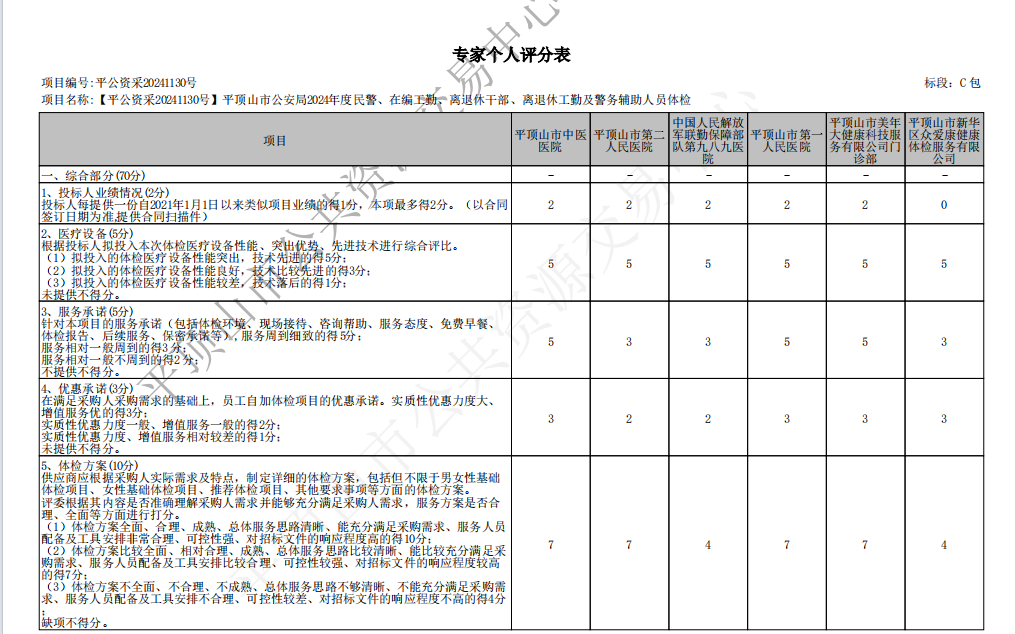 专家个人评分表
项目编号:平公资采20241130号
标段: C 包
项目名称:【平公资采20241130号】平顶山市公安局2024年度民警、在编工勤、离退休干部、离退休工勤及警务辅助人员体检
项目
平顶山市中医
医院
平顶山市第二
人民医院
中国人民解放
军联勤保障部
队第九八九医
院
平顶山市第一
人民医院
平顶山市美年
大健康科技服
务有限公司门
诊部
平顶山市新华
区众爱康健康
体检服务有限
公司
一、综合部分(70分)
— — — — — —
1、投标人业绩情况(2分)
投标人每提供一份自2021年1月1日以来类似项目业绩的得1分，本项最多得2分。（以合同
签订日期为准,提供合同扫描件）
2 2 2 2 2 0
2、医疗设备(5分)
根据投标人拟投入本次体检医疗设备性能、突出优势、先进技术进行综合评比。
（1）拟投入的体检医疗设备性能突出，技术先进的得5分；
（2）拟投入的体检医疗设备性能良好，技术比较先进的得3分；
（3）拟投入的体检医疗设备性能较差，技术落后的得1分；
未提供不得分。
5 5 5 5 5 5
3、服务承诺(5分)
针对本项目的服务承诺（包括体检环境、现场接待、咨询帮助、服务态度、免费早餐、
体检报告、后续服务、保密承诺等）,服务周到细致的得5分；
服务相对一般周到的得3分；
服务相对一般不周到的得2分；
不提供不得分。
5 3 3 5 5 3
4、优惠承诺(3分)
在满足采购人采购需求的基础上，员工自加体检项目的优惠承诺。实质性优惠力度大、
增值服务优的得3分；
实质性优惠力度一般、增值服务一般的得2分；
实质性优惠力度、增值服务相对较差的得1分；
未提供不得分。
3 2 2 3 3 3
5、体检方案(10分)
供应商应根据采购人实际需求及特点，制定详细的体检方案，包括但不限于男女性基础
体检项目、女性基础体检项目、推荐体检项目、其他要求事项等方面的体检方案。
评委根据其内容是否准确理解采购人需求并能够充分满足采购人需求，服务方案是否合
理、全面等方面进行打分。
（1）体检方案全面、合理、成熟、总体服务思路清晰、能充分满足采购需求、服务人员
配备及工具安排非常合理、可控性强、对招标文件的响应程度高的得10分；
（2）体检方案比较全面、相对合理、成熟、总体服务思路比较清晰、能比较充分满足采
购需求、服务人员配备及工具安排比较合理、可控性较强、对招标文件的响应程度较高
的得7分；
（3）体检方案不全面、不合理、不成熟、总体服务思路不够清晰、不能充分满足采购需
求、服务人员配备及工具安排不合理、可控性较差、对招标文件的响应程度不高的得4分
；
缺项不得分。
7 7 4 7 7 4
平顶山市公共资源交易中心
市公共资源交易中心